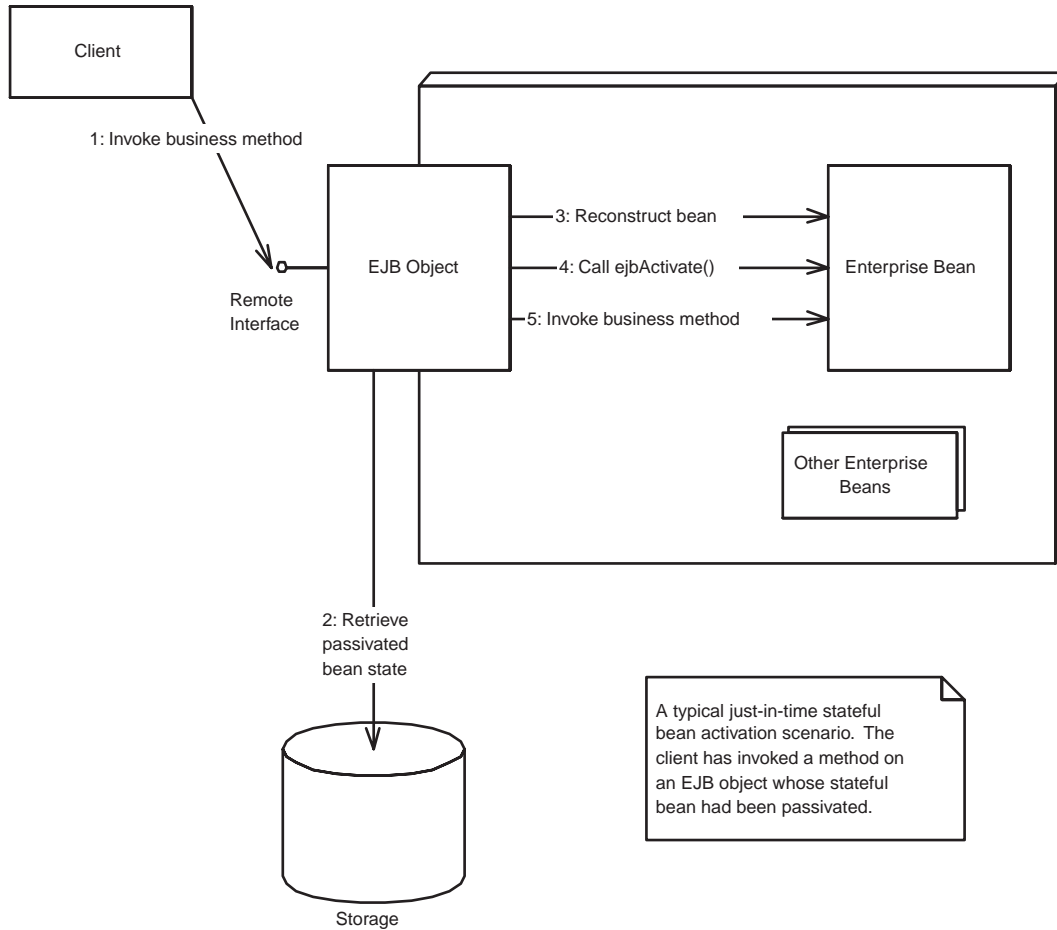 Client
1: Invoke business method
3: Reconstruct bean
EJB Object
4: Call ejbActivate()
Enterprise Bean
Remote
Interface
5: Invoke business method
Other Enterprise
Beans
2: Retrieve
passivated
bean state
A typical just-in-time stateful
bean activation scenario. The
client has invoked a method on
an EJB object whose stateful
bean had been passivated.
Storage